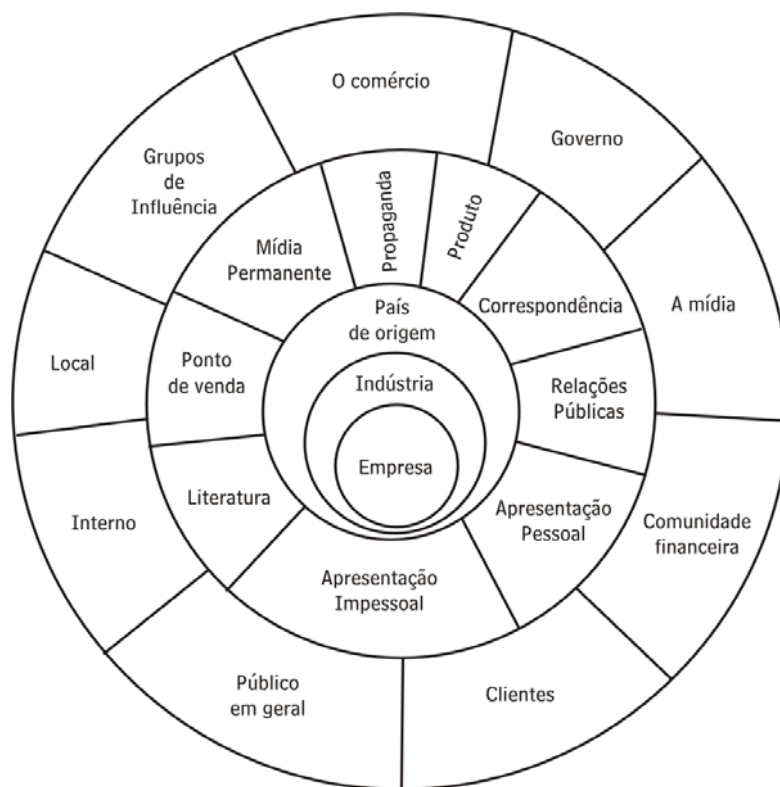 O comércio
Governo
A mídia
Comunidade
financeira
Clientes
Público
em geral
Interno
Local
Grupos
de
Influência
Propaganda
Produto
Correspondência
Relações
Públicas
Apresentação
Pessoal
Apresentação
Impessoal
Literatura
Ponto
de venda
Mídia
Permanente
País
de origem
Indústria
Empresa